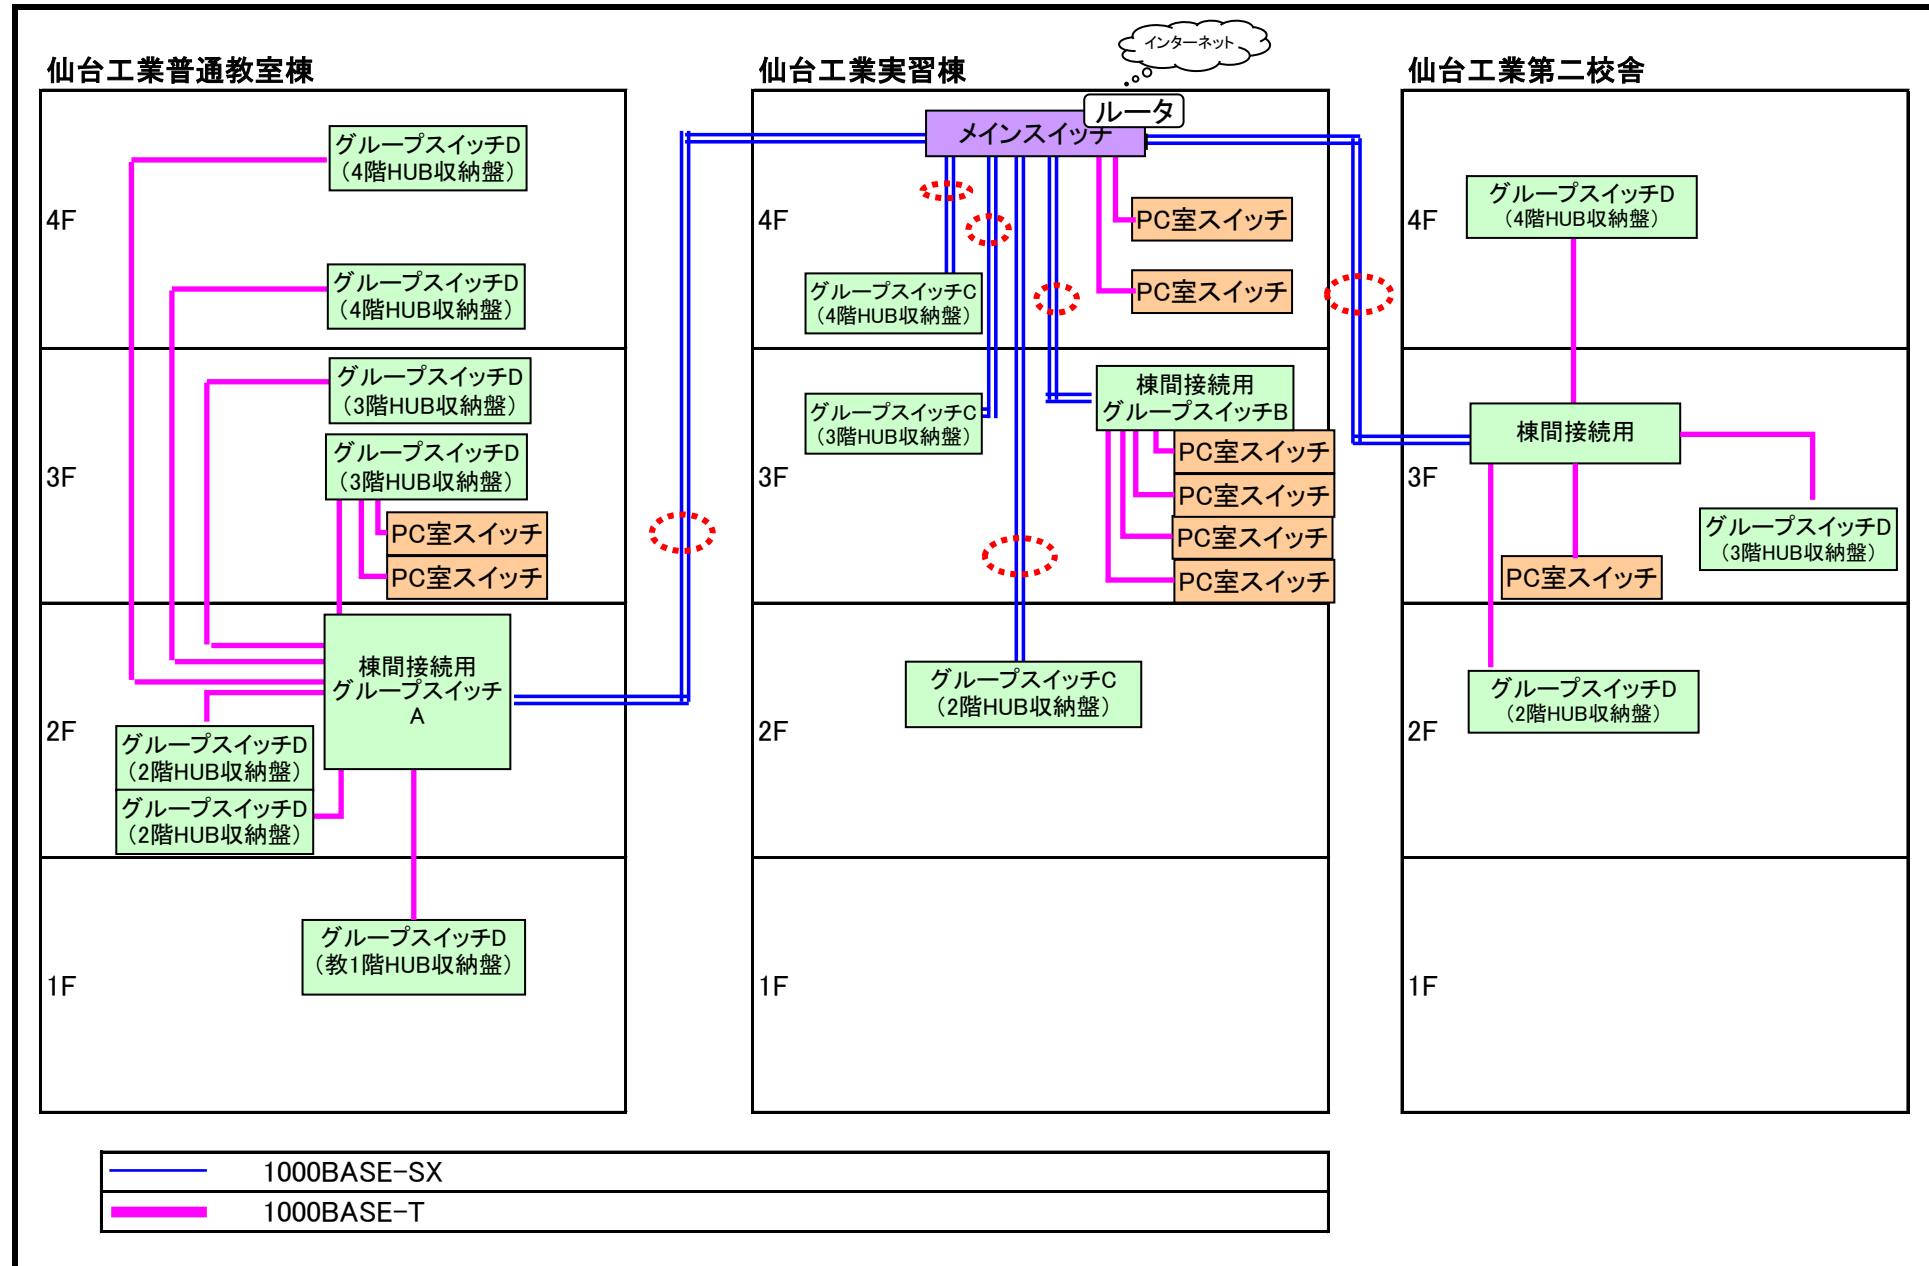 インターネット
仙台工業普通教室棟
仙台工業実習棟
仙台工業第二校舎
4F
グループスイッチD
（4階HUB収納盤）
グループスイッチD
（4階HUB収納盤）
3F
グループスイッチD
（3階HUB収納盤）
グループスイッチD
（3階HUB収納盤）
PC室スイッチ
PC室スイッチ
2F
棟間接続用
グループスイッチ
A
グループスイッチD
（2階HUB収納盤）
グループスイッチD
（2階HUB収納盤）
1F
グループスイッチD
（教1階HUB収納盤）
ルータ
メインスイッチ
4F
PC室スイッチ
PC室スイッチ
グループスイッチC
（4階HUB収納盤）
3F
グループスイッチC
（3階HUB収納盤）
棟間接続用
グループスイッチB
PC室スイッチ
PC室スイッチ
PC室スイッチ
PC室スイッチ
2F
グループスイッチC
（2階HUB収納盤）
1F
4F
グループスイッチD
（4階HUB収納盤）
3F
棟間接続用
グループスイッチD
（3階HUB収納盤）
PC室スイッチ
2F
グループスイッチD
（2階HUB収納盤）
1F
1000BASE-SX
1000BASE-T